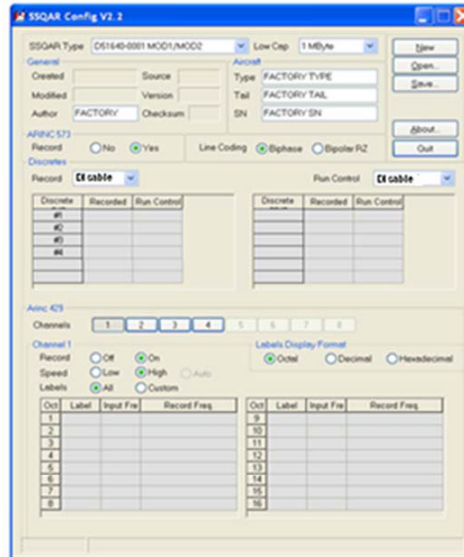 SSQAR Config V2.2
SSQAR Type DS1640-0001 MOD1/MOD2 Low Cap 1 MByte New
General Aircraft Open...
Created Source Type FACTORY TYPE Save...
Modified Version Tail FACTORY TAIL
Author FACTORY Checksum SN FACTORY SN
About...
ARINC 573
Record No Yes Line Coding Biphase Bipolar RZ Quit
Discretes
Record Disable Run Control Disable
Discrete Recorded Run Control Discrete Recorded Run Control
#1
#2
#3
#4
Arinc 429
Channels 1 2 3 4 5 6 7 8
Channel 1 Labels Display Format
Record Off On Octal Decimal Hexadecimal
Speed Low High Auto
Labels All Custom
Oct Label Input Fre Record Freq. Oct Label Input Fre Record Freq.
1 9
2 10
3 11
4 12
5 13
6 14
7 15
8 16